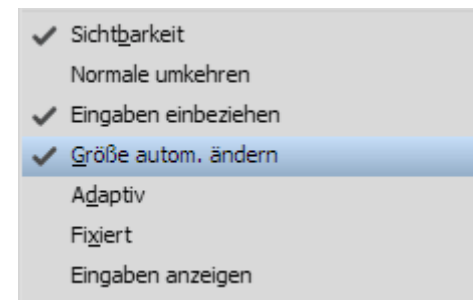 Sichtbarkeit
Normale umkehren
Eingaben einbeziehen
Größe autom. ändern
Adaptiv
Fixiert
Eingaben anzeigen